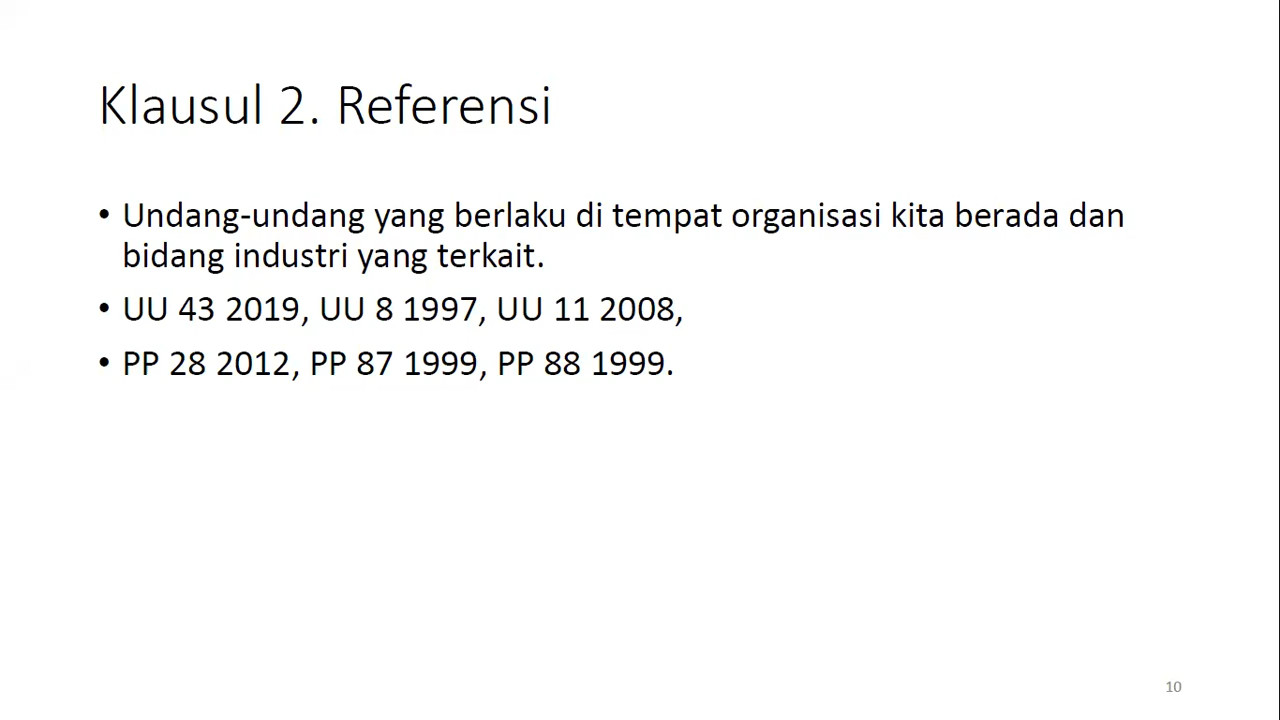 Klausul 2. Referensi
• Undang-undang yang berlaku di tempat organisasi kita berada dan
bidang industri yang terkait.
• UU 43 2019, UU 8 1997, UU 11 2008,
• PP 28 2012, PP 87 1999, PP 88 1999.
10